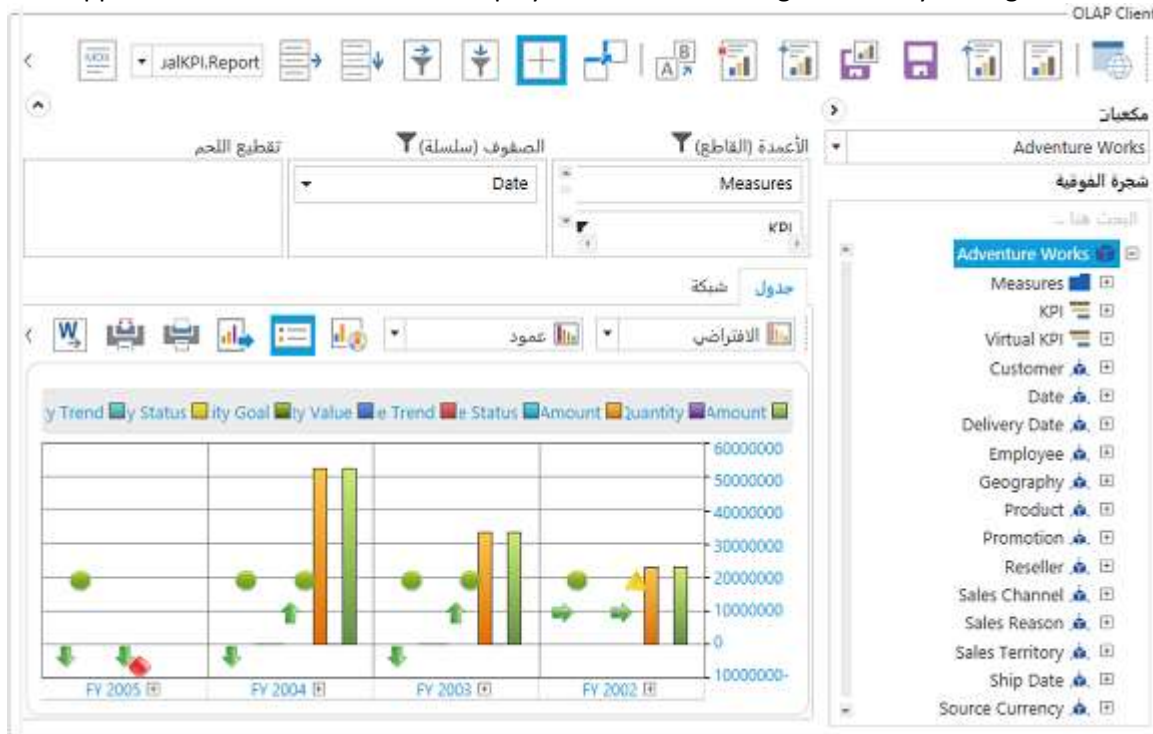 OLAP Client
MDX
ualKPI.Report
مكعبات
Adventure Works
شجرة الفوقية
البحث هنا ...
Adventure Works
Measures
KPI
Virtual KPI
Customer
Date
Delivery Date
Employee
Geography
Product
Promotion
Reseller
Sales Channel
Sales Reason
Sales Territory
Ship Date
Source Currency
الأعمدة (القاطع)
Measures
KPI
الصفوف (سلسلة)
Date
تقطيع اللحم
جدول شبكة
الافتراضي عمود
Amount Quantity Amount e Status e Trend ity Value ity Goal y Status y Trend
60000000
50000000
40000000
30000000
20000000
10000000
0
10000000-
FY 2002 FY 2003 FY 2004 FY 2005